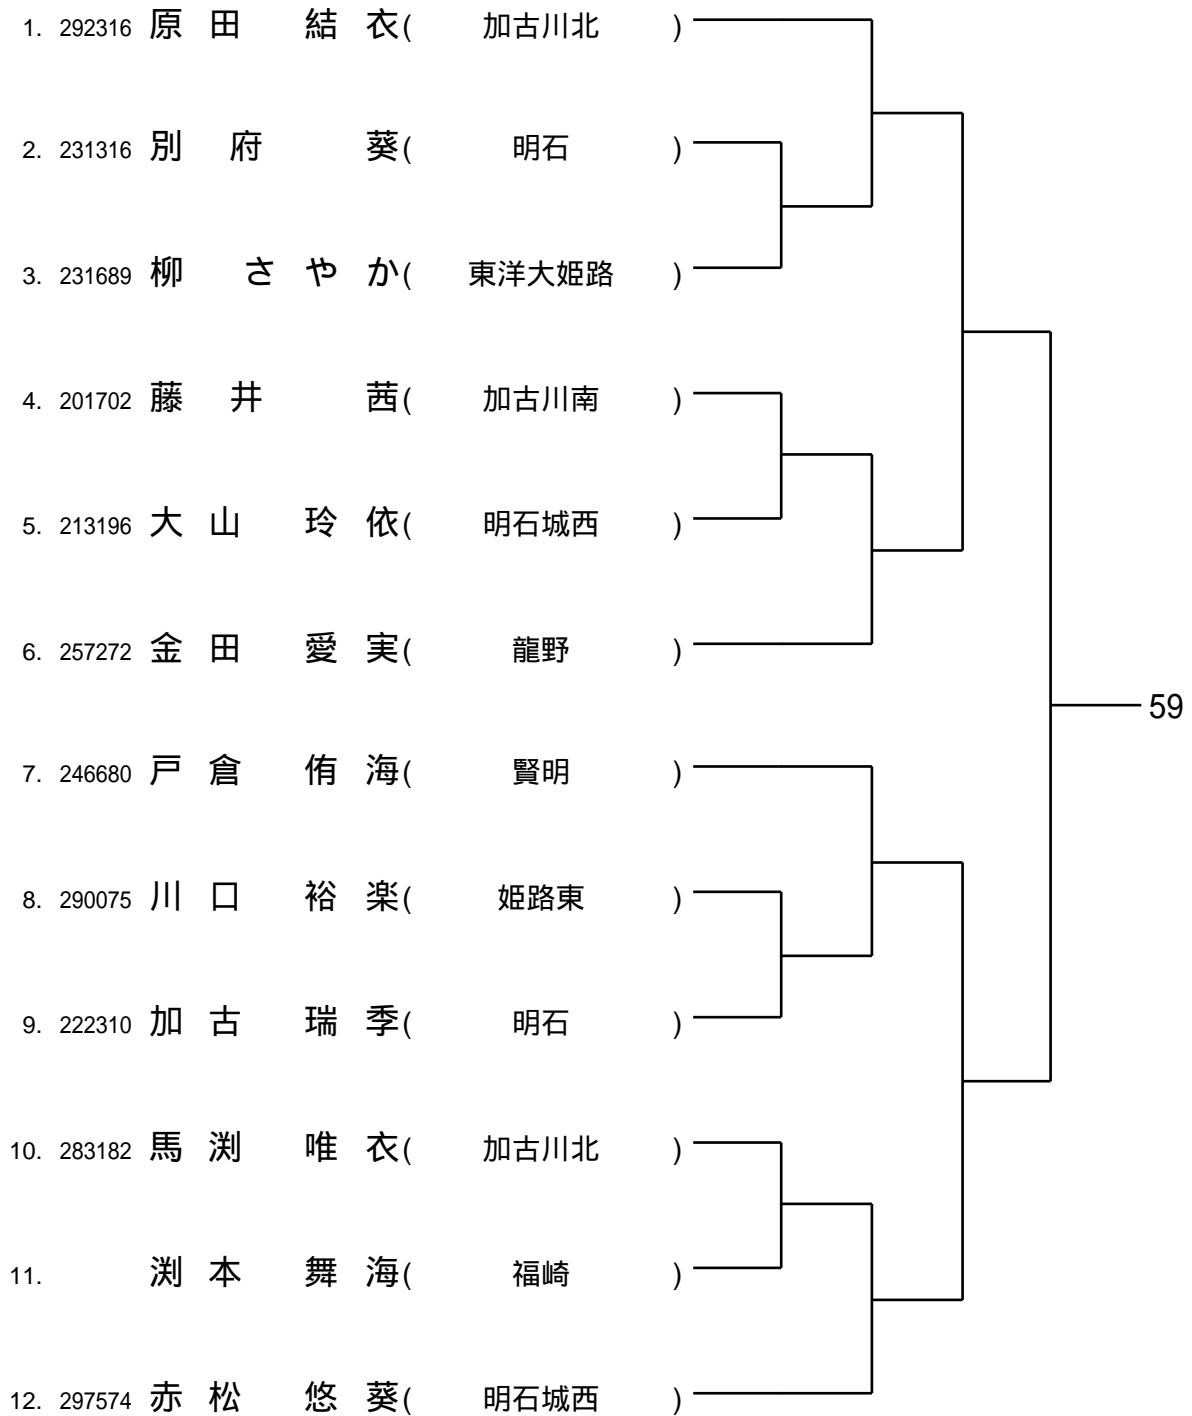 1. 292316 原田 結衣( 加古川北 )
2. 231316 別府 葵( 明石 )
3. 231689 柳 さやか( 東洋大姫路 )
4. 201702 藤井 茜( 加古川南 )
5. 213196 大山 玲依( 明石城西 )
6. 257272 金田 愛実( 龍野 )
59
7. 246680 戸倉 侑海( 賢明 )
8. 290075 川口 裕楽( 姫路東 )
9. 222310 加古 瑞季( 明石 )
10. 283182 馬渕 唯衣( 加古川北 )
11. 渕本 舞海( 福崎 )
12. 297574 赤松 悠葵( 明石城西 )